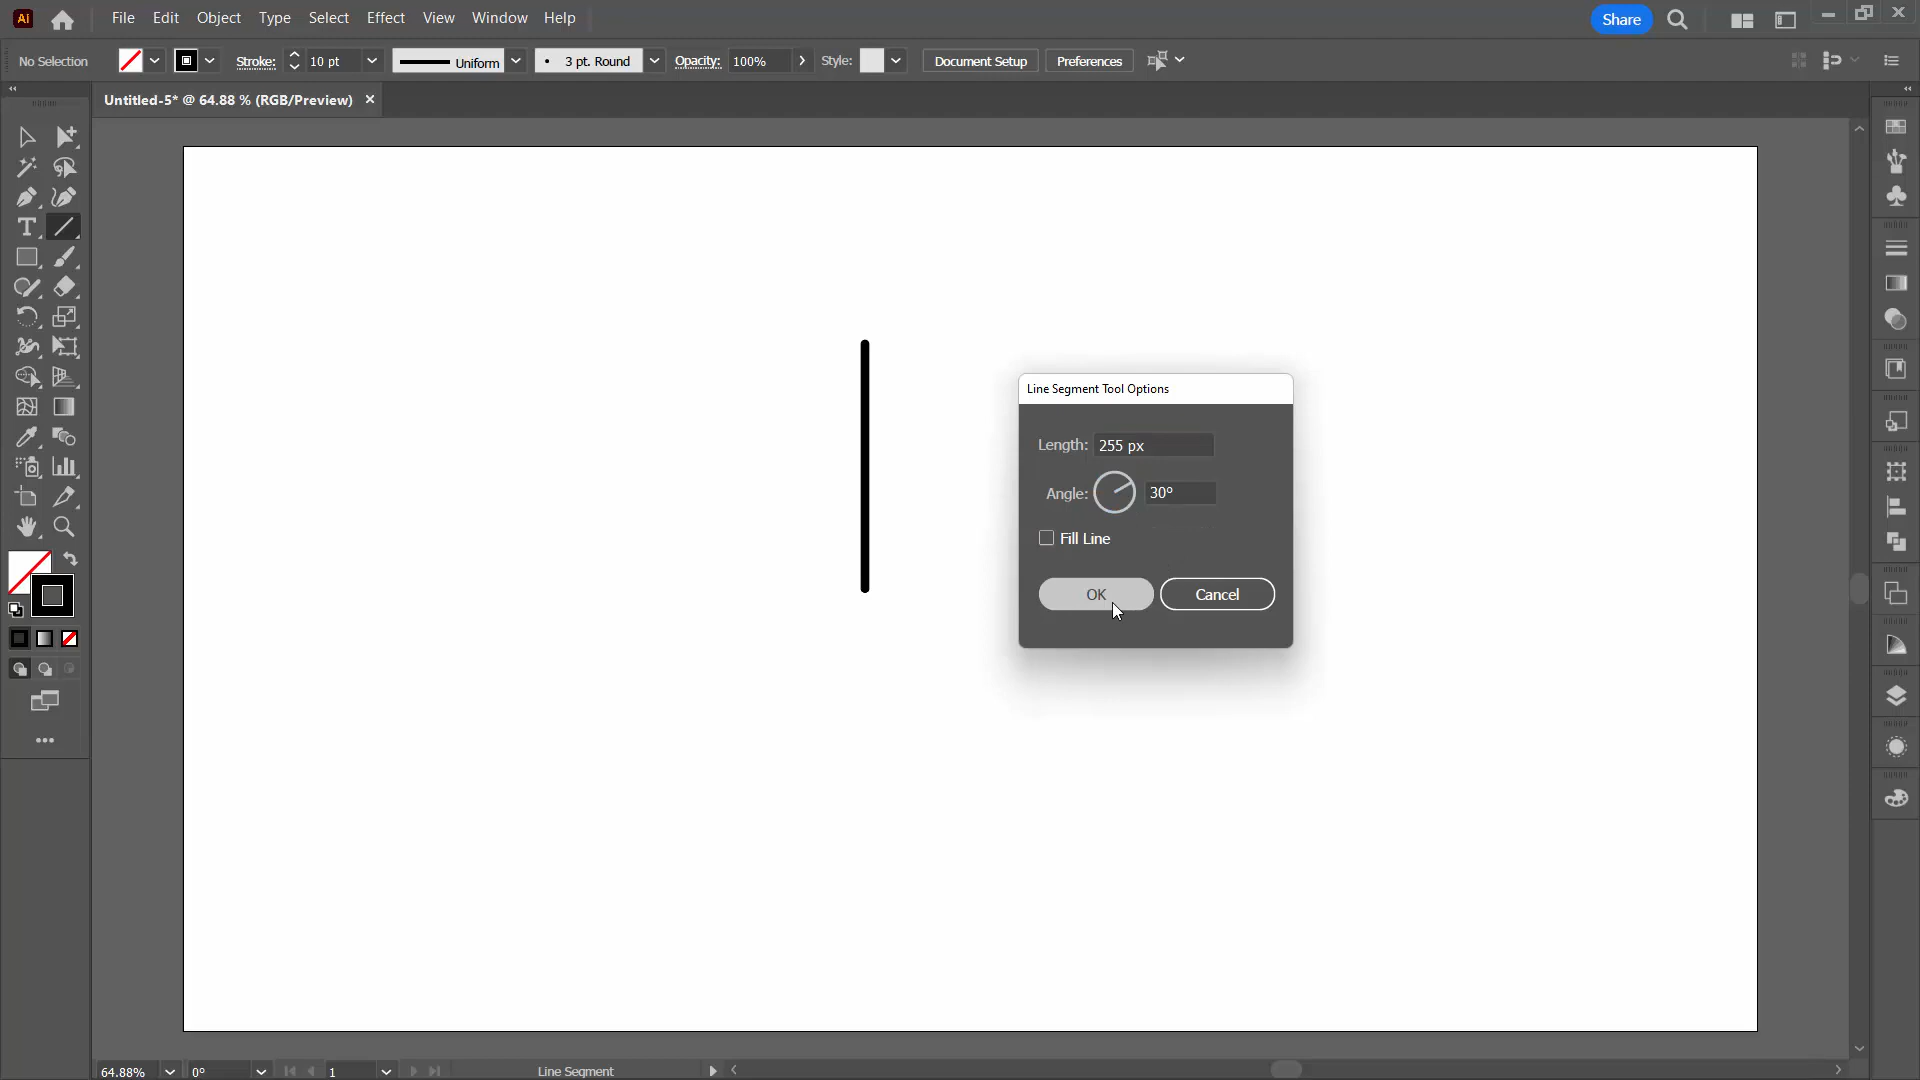 Ai File Edit Object Type Select Effect View Window Help Share
No Selection Stroke: 10 pt Uniform 3 pt. Round Opacity: 100% Style: Document Setup Preferences
Untitled-5* @ 64.88 % (RGB/Preview)
Line Segment Tool Options
Length: 255 px
Angle: 30°
Fill Line
OK Cancel
64.88% 0° 1 Line Segment